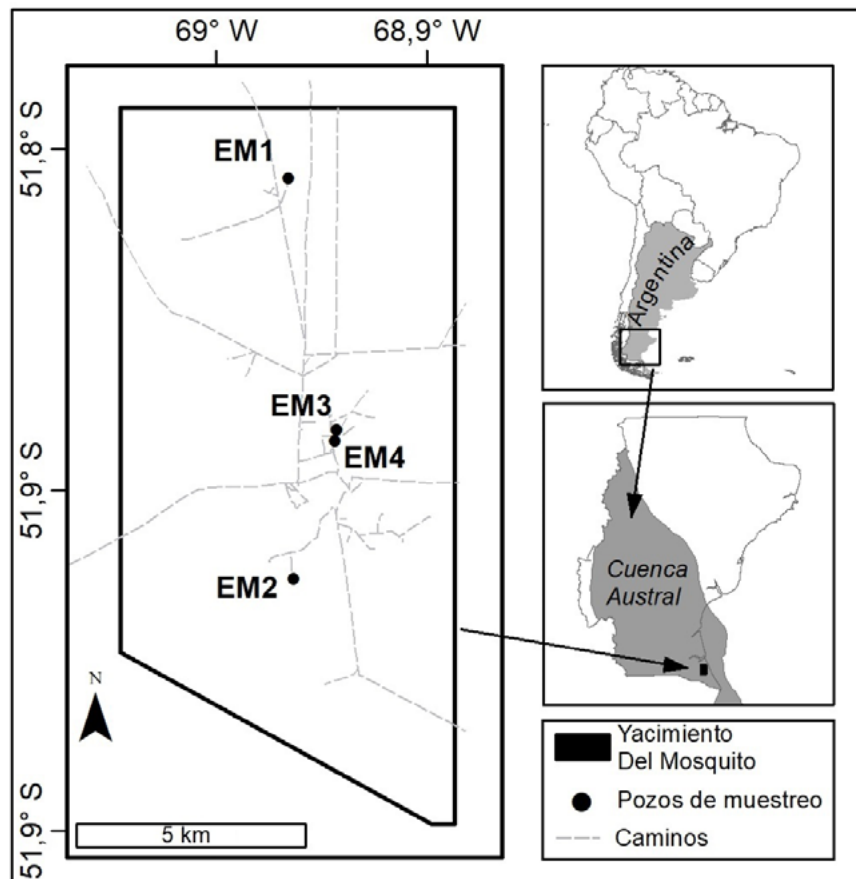 69° W
68,9° W
51,8° S
51,9° S
51,9° S
EM1
EM3
EM4
EM2
N
5 km
Argentina
Cuenca
Austral
Yacimiento
Del Mosquito
Pozos de muestreo
Caminos